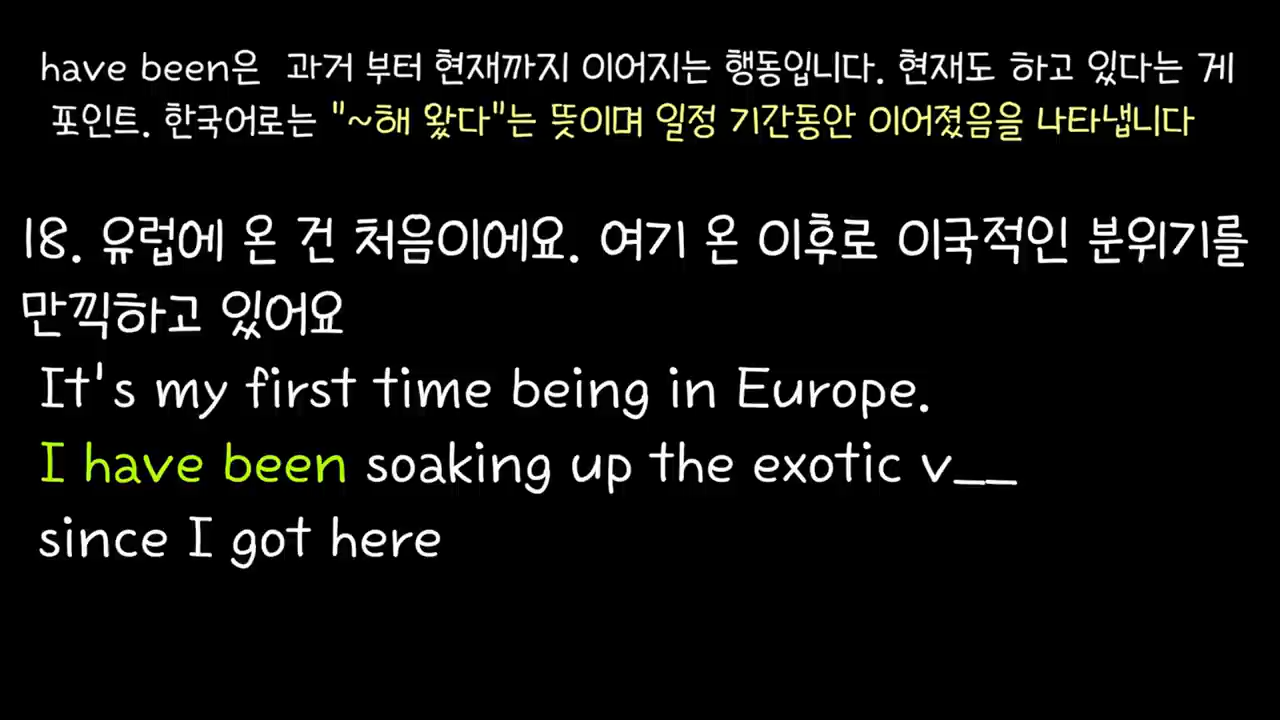 have been은 과거 부터 현재까지 이어지는 행동입니다. 현재도 하고 있다는 게
포인트. 한국어로는 "~해 왔다"는 뜻이며 일정 기간동안 이어졌음을 나타냅니다
18. 유럽에 온 건 처음이에요. 여기 온 이후로 이국적인 분위기를
만끽하고 있어요
It's my first time being in Europe.
I have been soaking up the exotic v__
since I got here